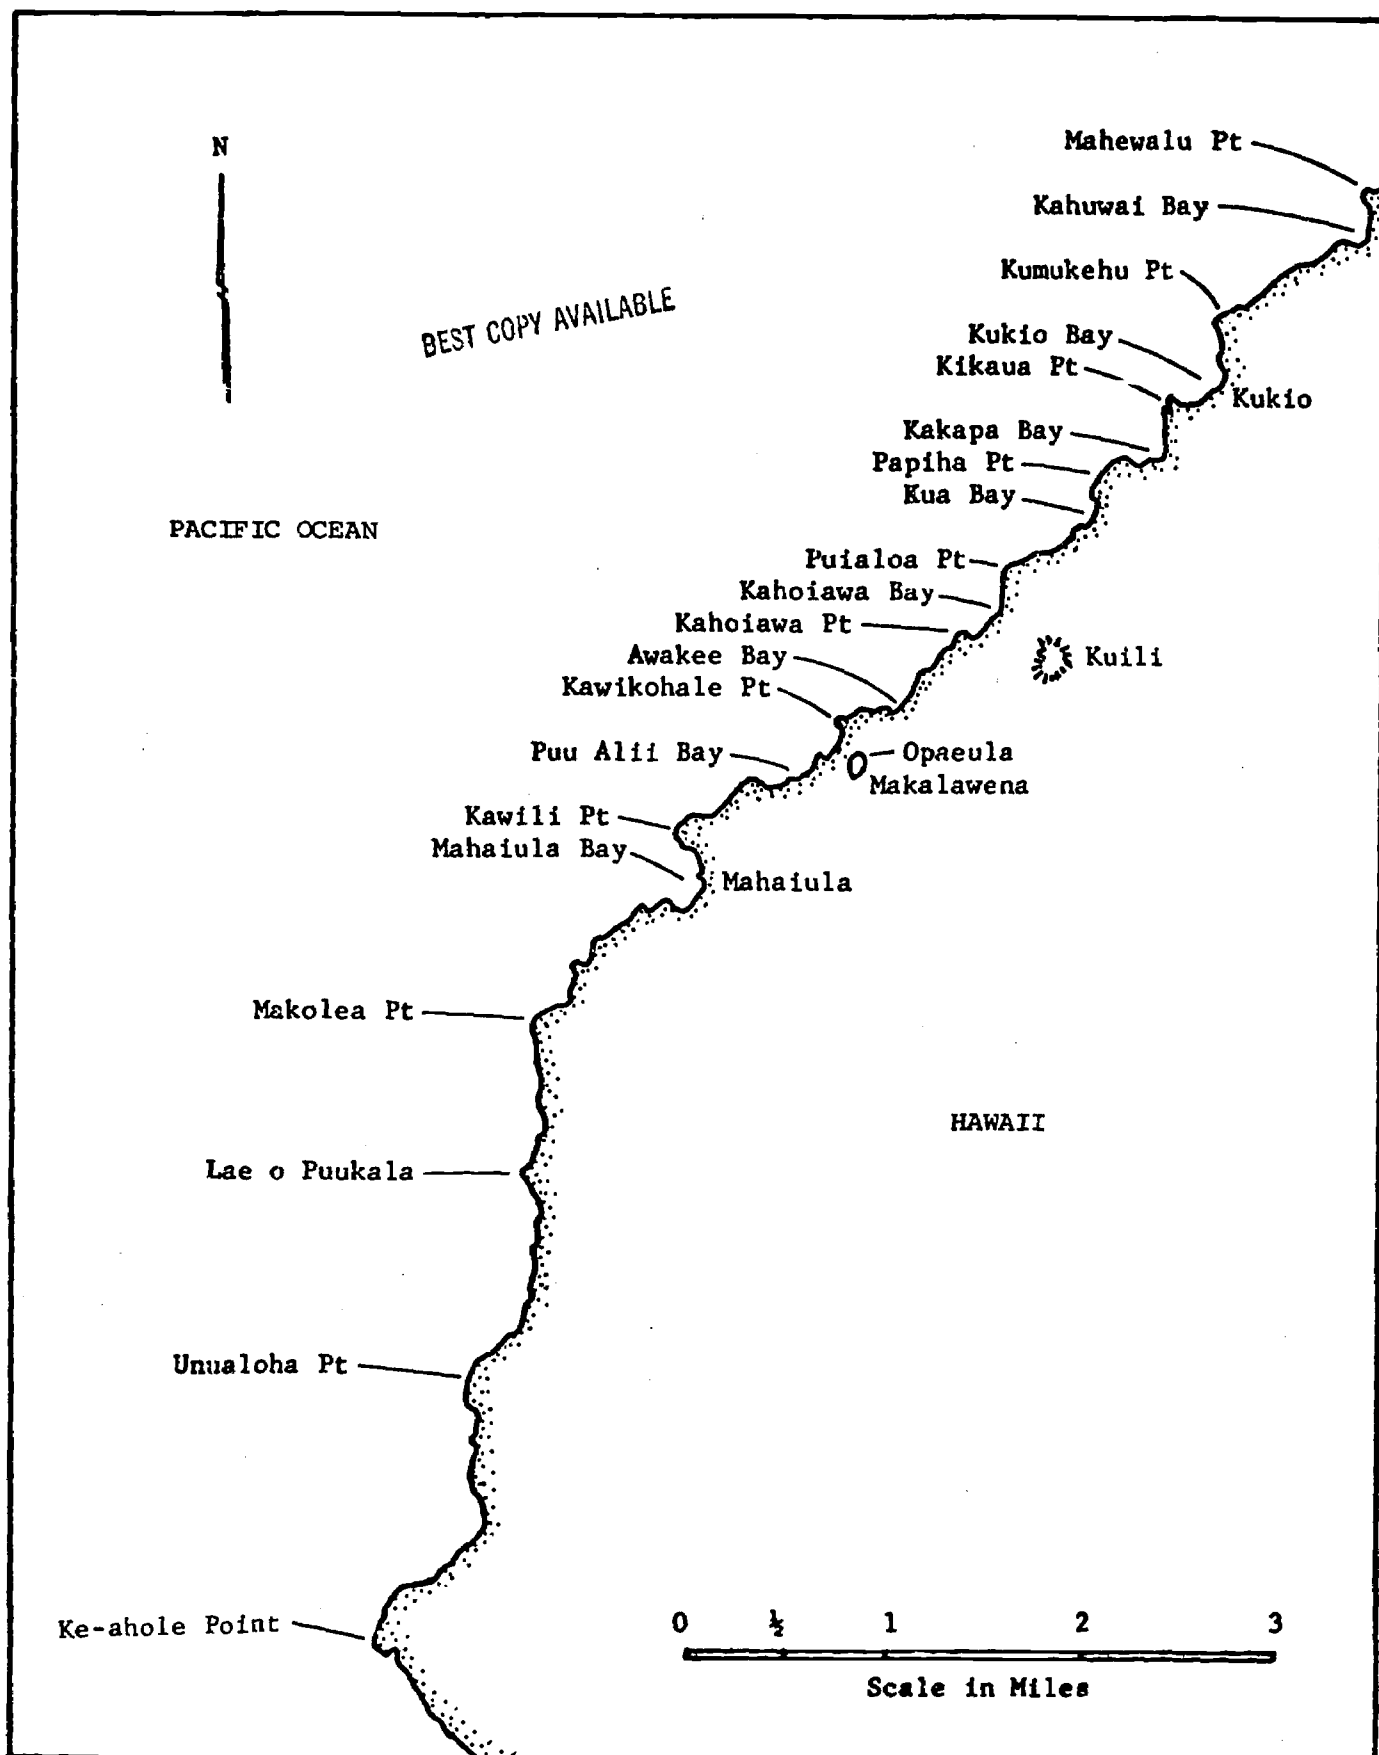 N
Mahewalu Pt
Kahuwai Bay
Kumukehu Pt
BEST COPY AVAILABLE
Kukio Bay
Kikaua Pt
Kukio
Kakapa Bay
Papiha Pt
Kua Bay
PACIFIC OCEAN
Puialoa Pt
Kahoiawa Bay
Kahoiawa Pt
Awakee Bay
Kuili
Kawikohale Pt
Puu Alii Bay
Opaeula
Makalawena
Kawili Pt
Mahaiula Bay
Mahaiula
Makolea Pt
HAWAII
Lae o Puukala
Unualoha Pt
Ke-ahole Point
0 ½ 1 2 3
Scale in Miles